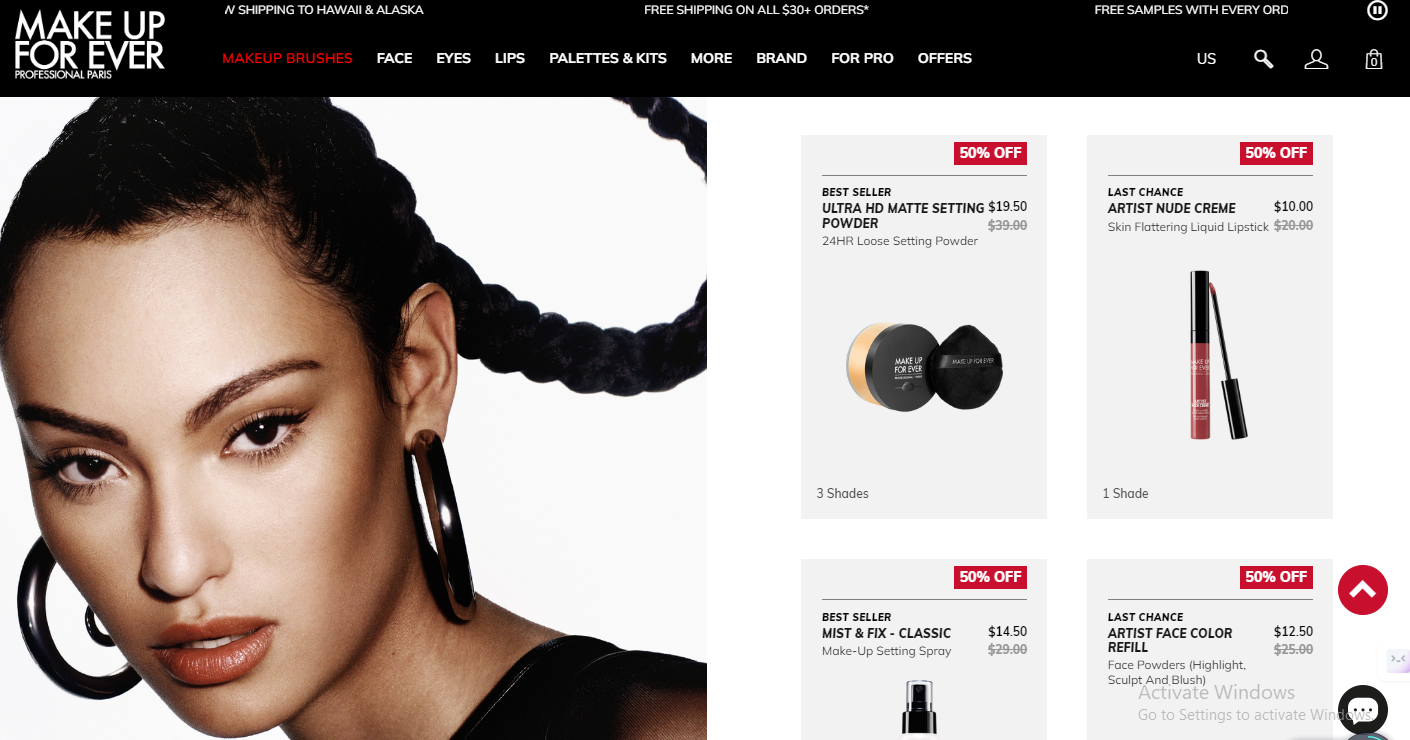 W SHIPPING TO HAWAII & ALASKA
FREE SHIPPING ON ALL $30+ ORDERS*
FREE SAMPLES WITH EVERY ORD
MAKE UP
FOR EVER
PROFESSIONAL PARIS
MAKEUP BRUSHES FACE EYES LIPS PALETTES & KITS MORE BRAND FOR PRO OFFERS
US
0
50% OFF
BEST SELLER
ULTRA HD MATTE SETTING $19.50
POWDER $39.00
24HR Loose Setting Powder
MAKE UP
FOR EVER
MAKE UP FOR EVER
3 Shades
50% OFF
LAST CHANCE
ARTIST NUDE CREME $10.00
Skin Flattering Liquid Lipstick $20.00
MAKE UP
FOR EVER
1 Shade
50% OFF
BEST SELLER
MIST & FIX - CLASSIC $14.50
Make-Up Setting Spray $29.00
50% OFF
LAST CHANCE
ARTIST FACE COLOR $12.50
REFILL $25.00
Face Powders (Highlight,
Sculpt And Blush)
Activate Windows
Go to Settings to activate Windows.